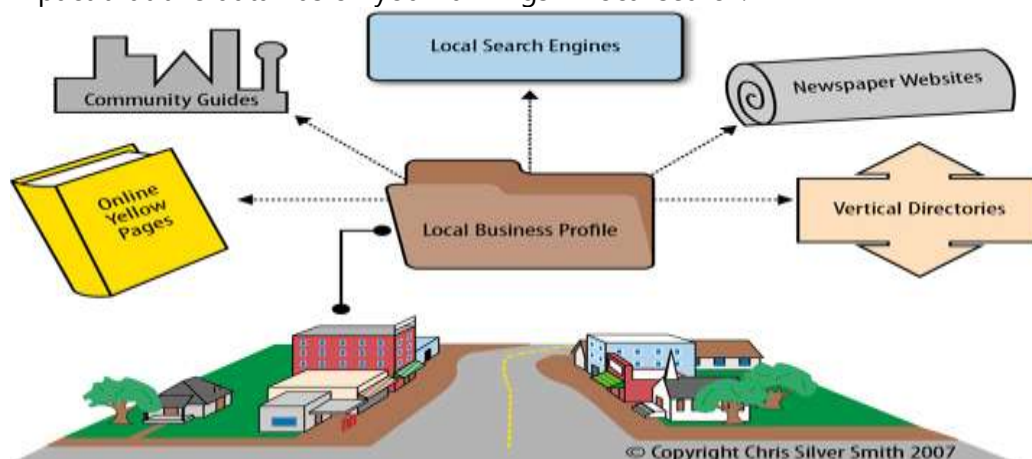 Local Search Engines
Community Guides
Newspaper Websites
Online
Yellow
Pages
Local Business Profile
Vertical Directories
© Copyright Chris Silver Smith 2007